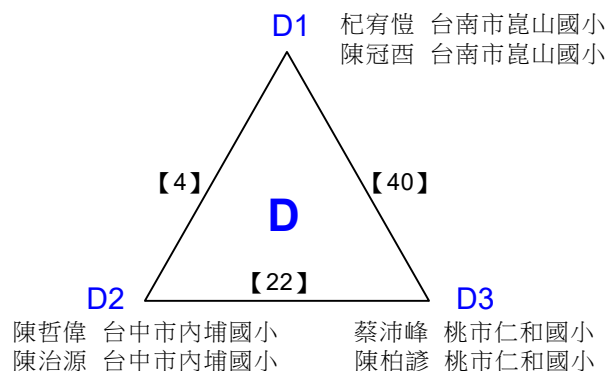 D1
杞宥愷 台南市崑山國小
陳冠酉 台南市崑山國小
【4】
【40】
D
【22】
D2
D3
陳哲偉 台中市內埔國小
陳治源 台中市內埔國小
蔡沛峰 桃市仁和國小
陳柏諺 桃市仁和國小